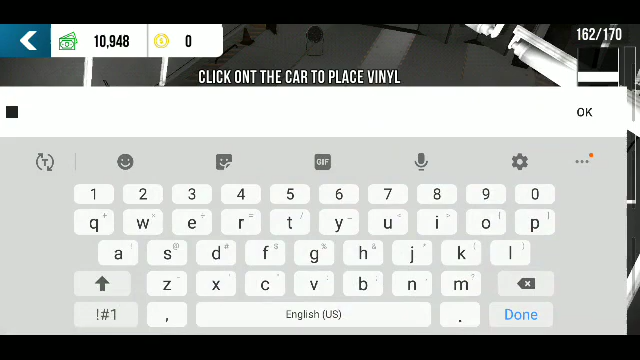 10,948 0 162/170
CLICK ONT THE CAR TO PLACE VINYL
■ OK
T GIF
1 2 3 4 5 6 7 8 9 0
q w e r t y u i o p
a s d f g h j k l
z x c v b n m
!#1 , English (US) . Done